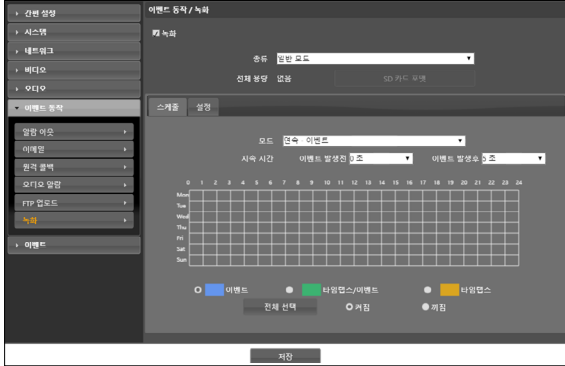 간편 설정
시스템
네트워크
비디오
오디오
이벤트 동작
알람 아웃
이메일
원격 콜백
오디오 알람
FTP 업로드
녹화
이벤트
이벤트 동작 / 녹화
녹화
종류 일반 모드
전체 용량 없음 SD 카드 포맷
스케줄 설정
모드 연속 - 이벤트
시속 시간 이벤트 발생전 0 초 이벤트 발생후 5 초
0 1 2 3 4 5 6 7 8 9 10 11 12 13 14 15 16 17 18 19 20 21 22 23 24
Mon
Tue
Wed
Thu
Fri
Sat
Sun
이벤트 타임랩스/이벤트 타임랩스
전체 선택 켜짐 꺼짐
저장